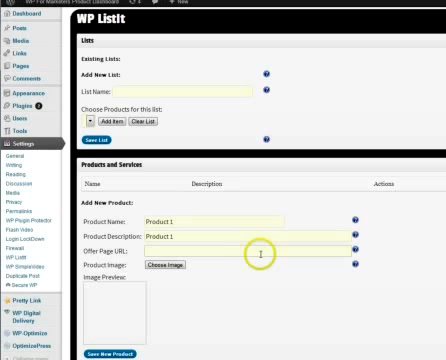 WP For Marketers Product Dashboard 4 New
Dashboard
Posts
Media
Links
Pages
Comments
Appearance
Plugins 2
Users
Tools
Settings
General
Writing
Reading
Discussion
Media
Privacy
Permalinks
WP Plugin Protector
Flash Video
Login LockDown
Firewall
WP ListIt
WP SimpleVideo
Duplicate Post
Secure WP
Pretty Link
WP Digital
Delivery
WP-Optimize
OptimizePress
WP ListIt
Lists
Existing Lists:
Add New List:
List Name:
Choose Products for this list:
Add Item Clear List
Save List
Products and Services
Name Description Actions
Add New Product:
Product Name: Product 1
Product Description: Product 1
Offer Page URL:
Product Image: Choose Image
Image Preview:
Save New Product